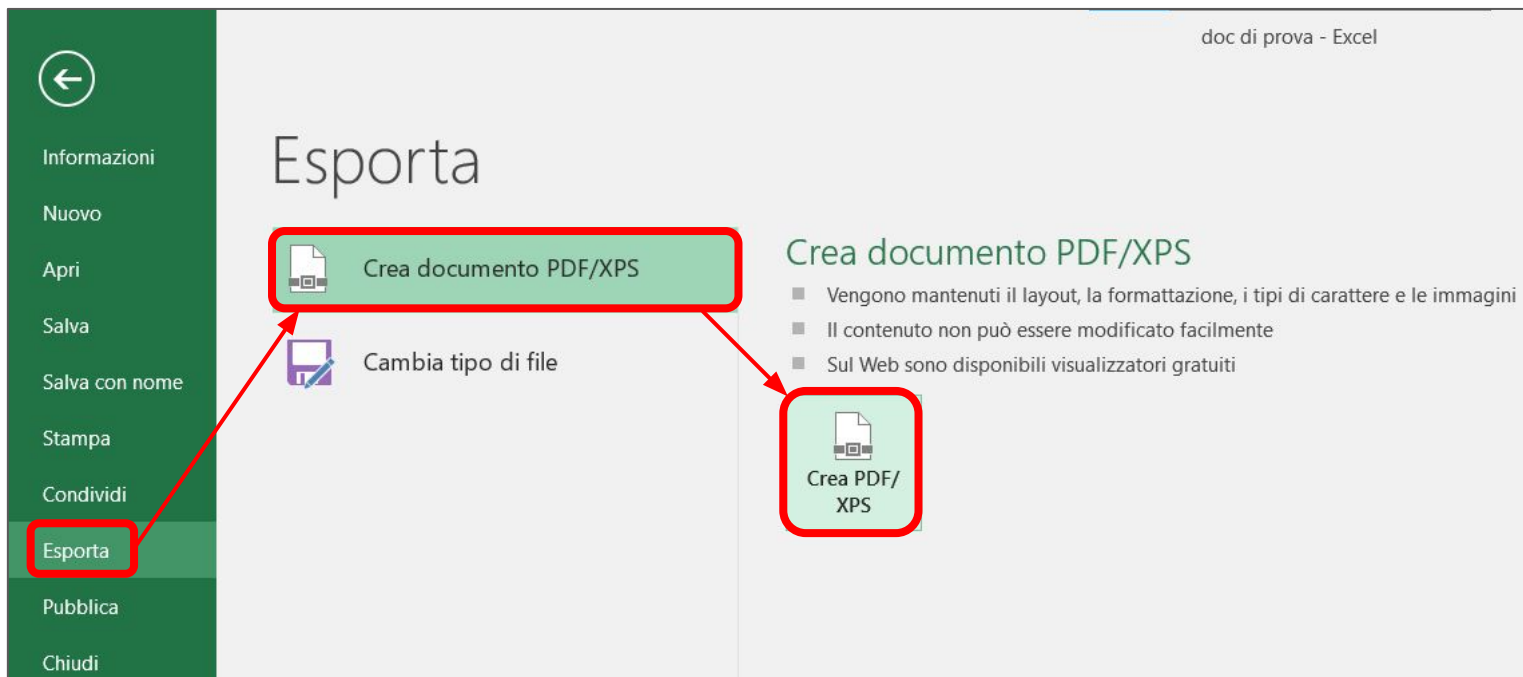 doc di prova - Excel
Informazioni
Nuovo
Apri
Salva
Salva con nome
Stampa
Condividi
Esporta
Pubblica
Chiudi
Esporta
Crea documento PDF/XPS
Cambia tipo di file
Crea documento PDF/XPS
Vengono mantenuti il layout, la formattazione, i tipi di carattere e le immagini
Il contenuto non può essere modificato facilmente
Sul Web sono disponibili visualizzatori gratuiti
Crea PDF/
XPS